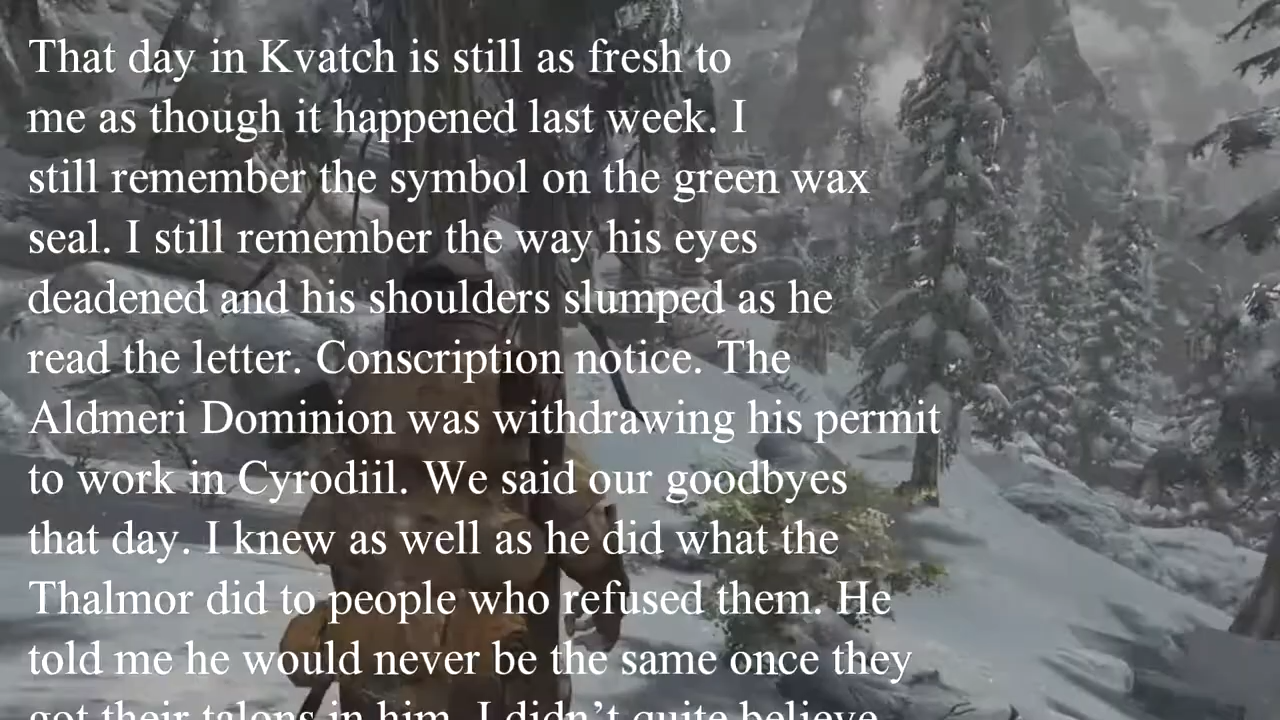 That day in Kvatch is still as fresh to
me as though it happened last week. I
still remember the symbol on the green wax
seal. I still remember the way his eyes
deadened and his shoulders slumped as he
read the letter. Conscription notice. The
Aldmeri Dominion was withdrawing his permit
to work in Cyrodiil. We said our goodbyes
that day. I knew as well as he did what the
Thalmor did to people who refused them. He
told me he would never be the same once they
got their talons in him. I didn’t quite believe